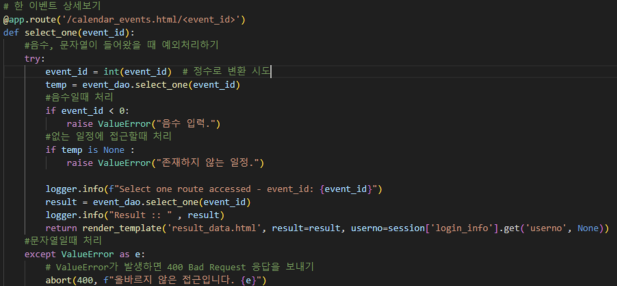 # 한 이벤트 상세보기
@app.route('/calendar_events.html/<event_id>')
def select_one(event_id):
    #음수, 문자열이 들어왔을 때 예외처리하기
    try:
        event_id = int(event_id)  # 정수로 변환 시도
        temp = event_dao.select_one(event_id)
        #음수일때 처리
        if event_id < 0:
            raise ValueError("음수 입력.")
        #없는 일정에 접근할때 처리
        if temp is None :
            raise ValueError("존재하지 않는 일정.")
        logger.info(f"Select one route accessed - event_id: {event_id}")
        result = event_dao.select_one(event_id)
        logger.info("Result :: " , result)
        return render_template('result_data.html', result=result, userno=session['login_info'].get('userno', None))
    #문자열일때 처리
    except ValueError as e:
        # ValueError가 발생하면 400 Bad Request 응답을 보내기
        abort(400, f"올바르지 않은 접근입니다. {e}")